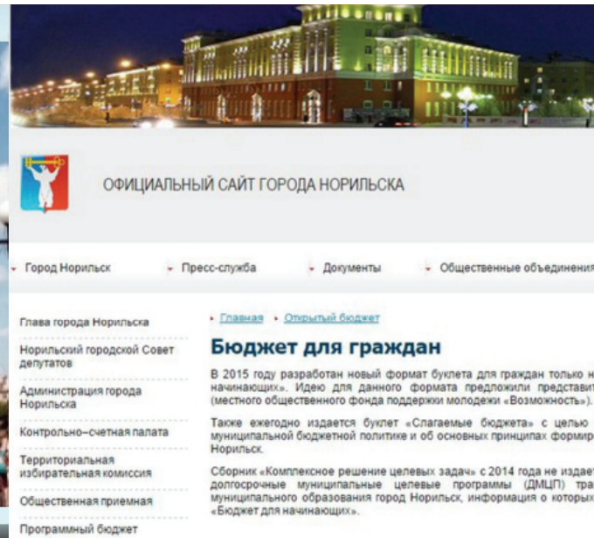 ОФИЦИАЛЬНЫЙ САЙТ ГОРОДА НОРИЛЬСКА
Город Норильск
Пресс-служба
Документы
Общественные объединения
Глава города Норильска
Норильский городской Совет
депутатов
Администрация города
Норильска
Контрольно–счетная палата
Территориальная
избирательная комиссия
Общественная приемная
Программный бюджет
Главная
Открытый бюджет
Бюджет для граждан
В 2015 году разработан новый формат буклета для граждан только
начинающих». Идею для данного формата предложили
(местного общественного фонда поддержки молодежи «Возможность»).
Также ежегодно издается буклет «Слагаемые бюджета» с целью
муниципальной бюджетной политике и об основных принципах
Норильск.
Сборник «Комплексное решение целевых задач» с 2014 года не
долгосрочные муниципальные целевые программы (ДМЦП)
муниципального образования город Норильск, информация о которых
«Бюджет для начинающих».